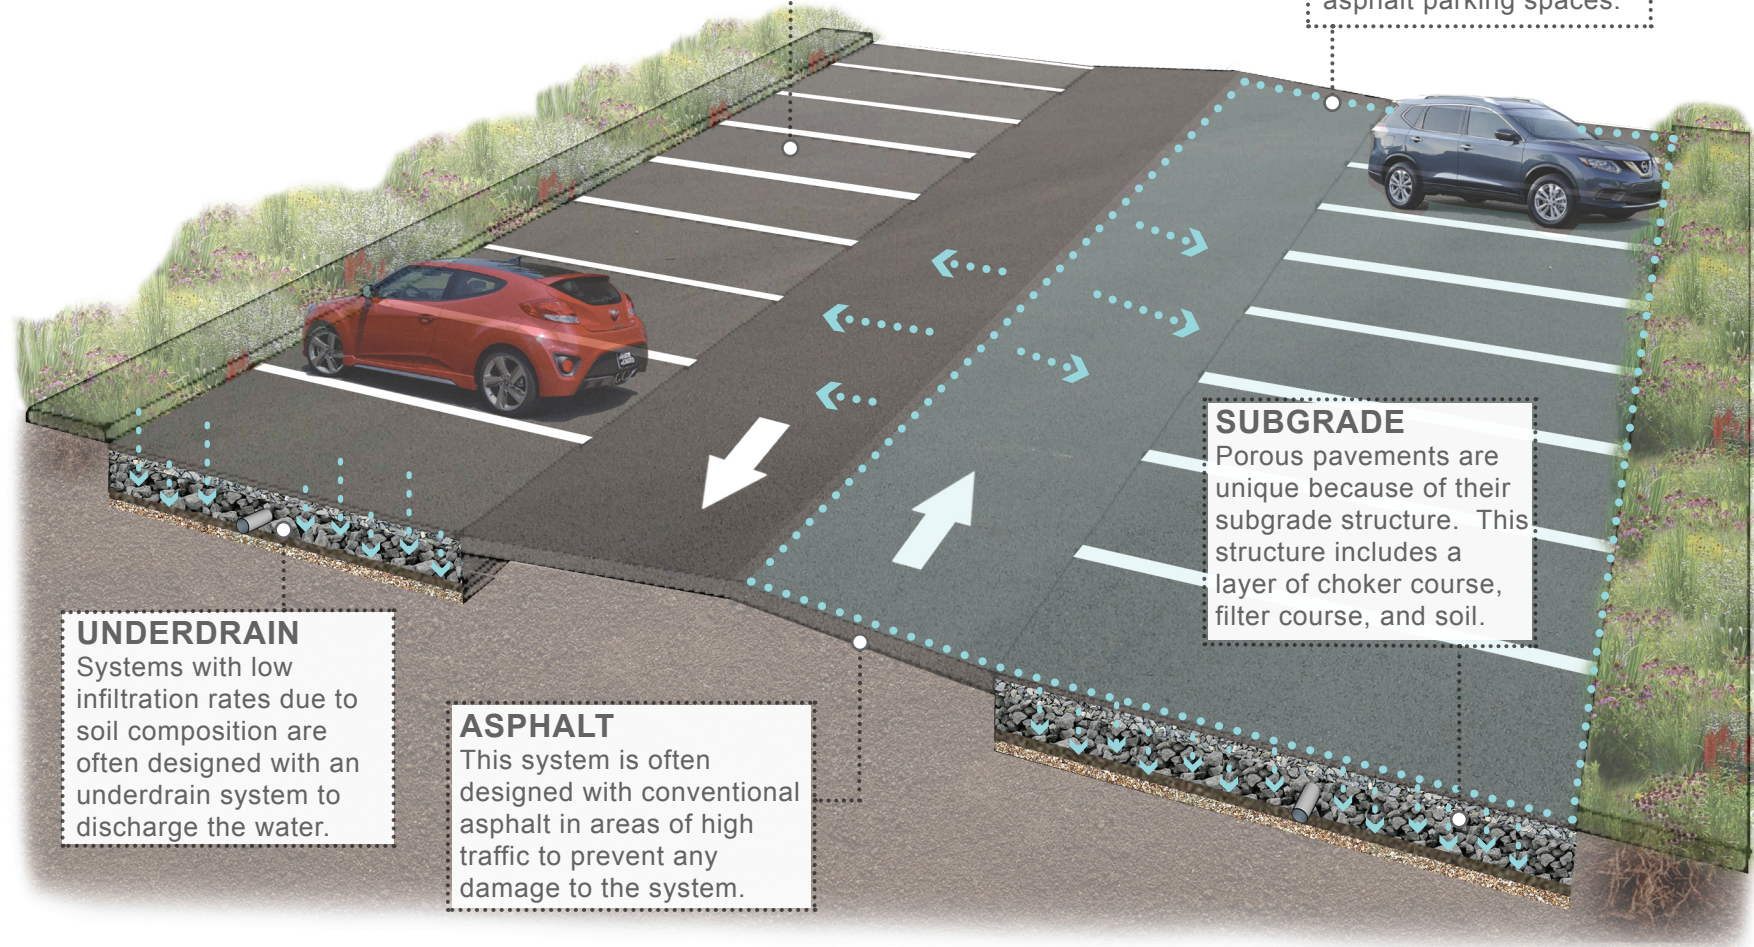 asphalt parking spaces.
SUBGRADE
Porous pavements are
unique because of their
subgrade structure.  This
structure includes a
layer of choker course,
filter course, and soil.
UNDERDRAIN
Systems with low
infiltration rates due to
soil composition are
often designed with an
underdrain system to
discharge the water.
ASPHALT
This system is often
designed with conventional
asphalt in areas of high
traffic to prevent any
damage to the system.